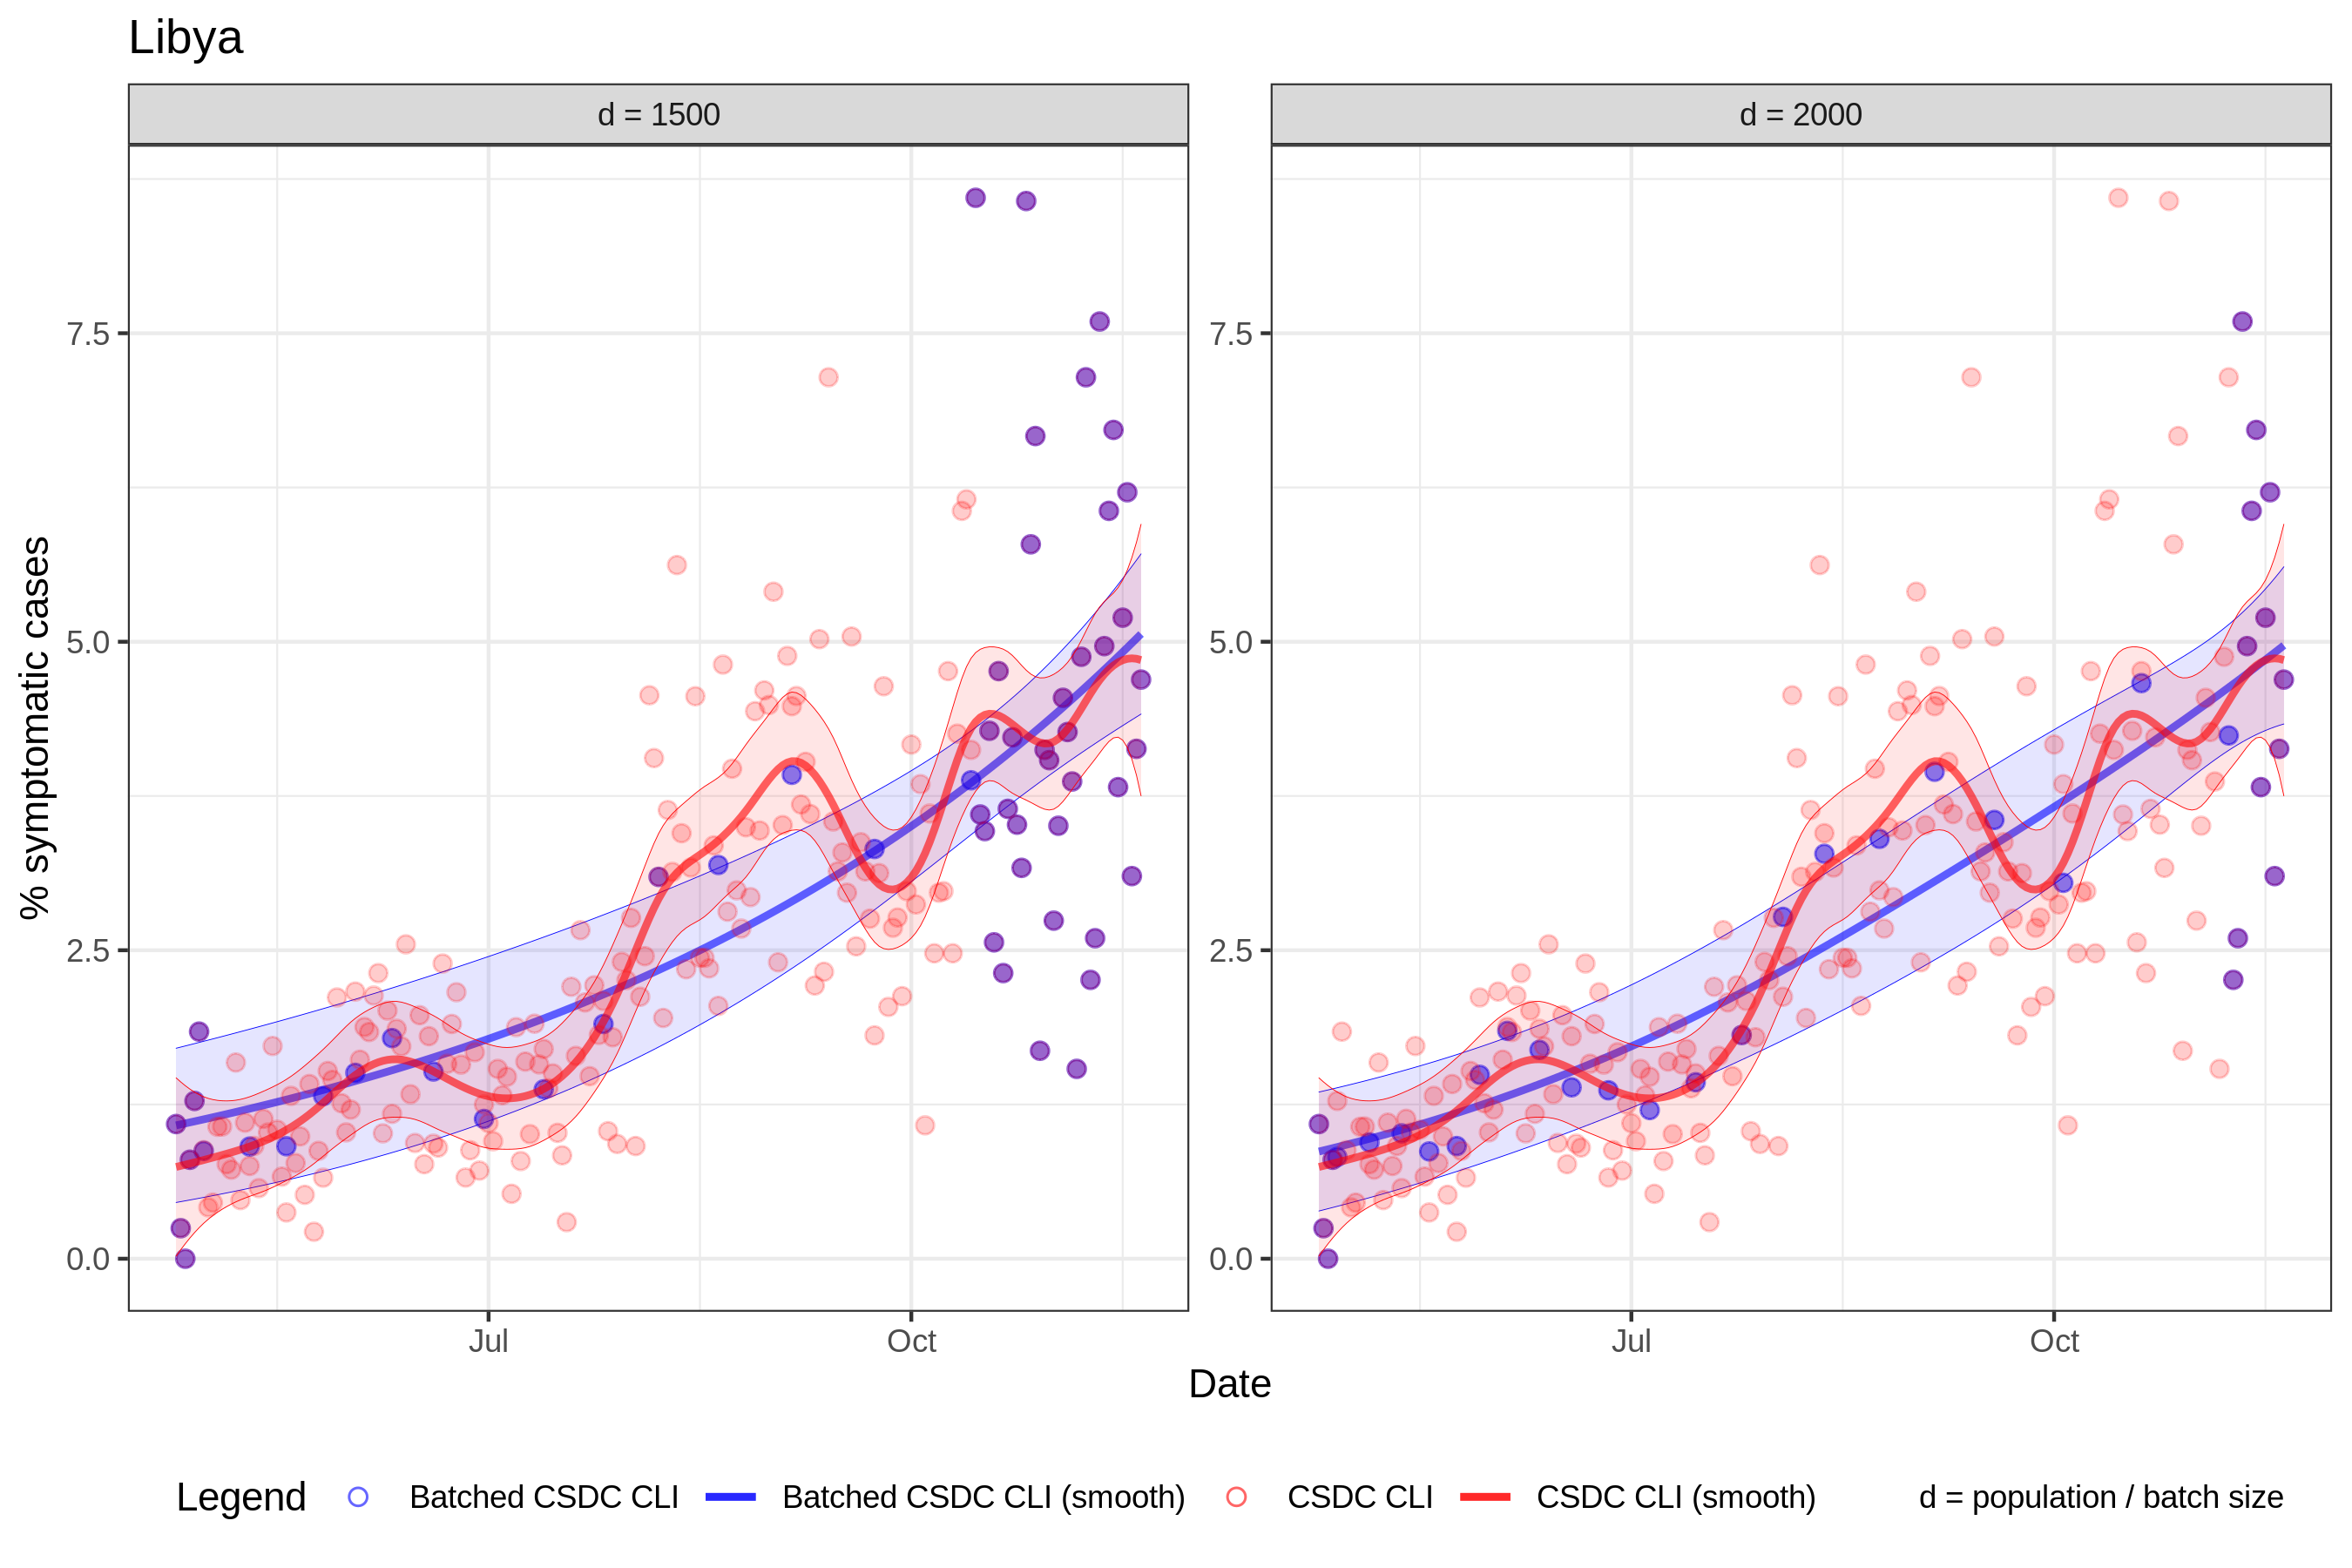 Libya
d = 1500
d = 2000
% symptomatic cases
7.5
5.0
2.5
0.0
7.5
5.0
2.5
0.0
Jul
Oct
Jul
Oct
Date
Legend
Batched CSDC CLI
Batched CSDC CLI (smooth)
CSDC CLI
CSDC CLI (smooth)
d = population / batch size